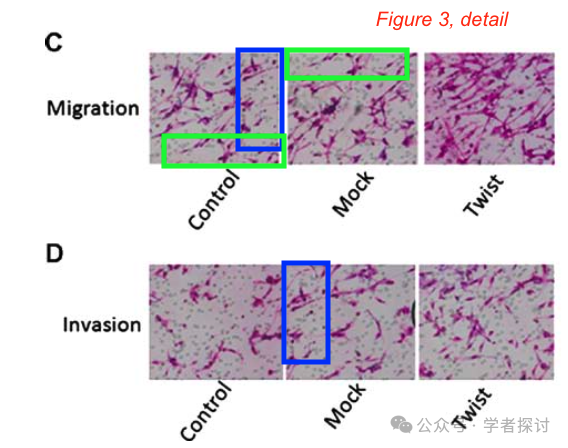 Figure 3, detail
C
Migration
Control
Mock
Twist
D
Invasion
Control
Mock
Twist
公众号 · 学者探讨